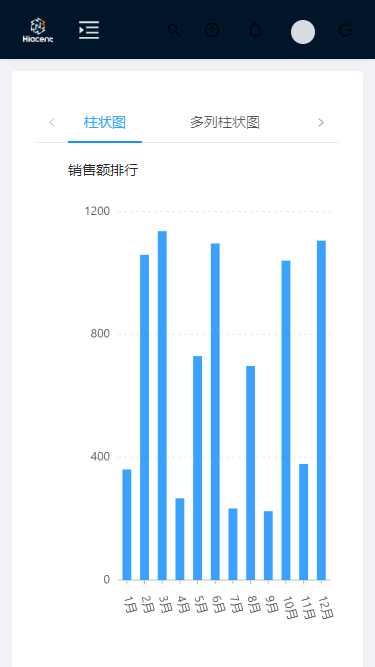 Hiacent
柱状图
多列柱状图
销售额排行
1200
800
400
0
1月
2月
3月
4月
5月
6月
7月
8月
9月
10月
11月
12月